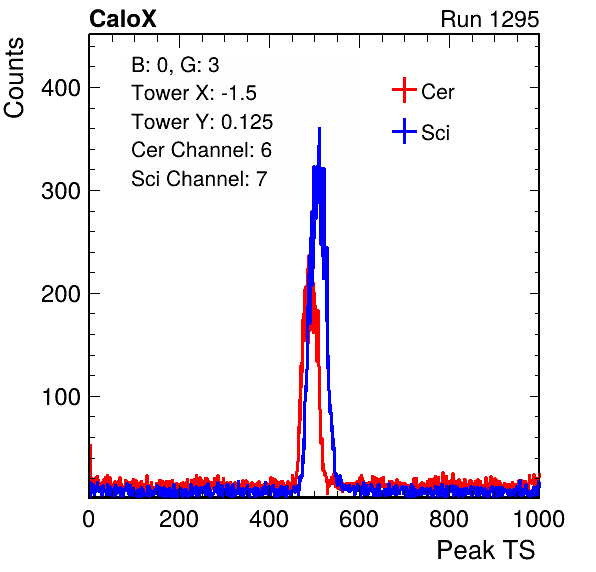 CaloX Run 1295
Counts
B: 0, G: 3
Tower X: -1.5
Tower Y: 0.125
Cer Channel: 6
Sci Channel: 7
Cer
Sci
400
300
200
100
0 200 400 600 800 1000
Peak TS